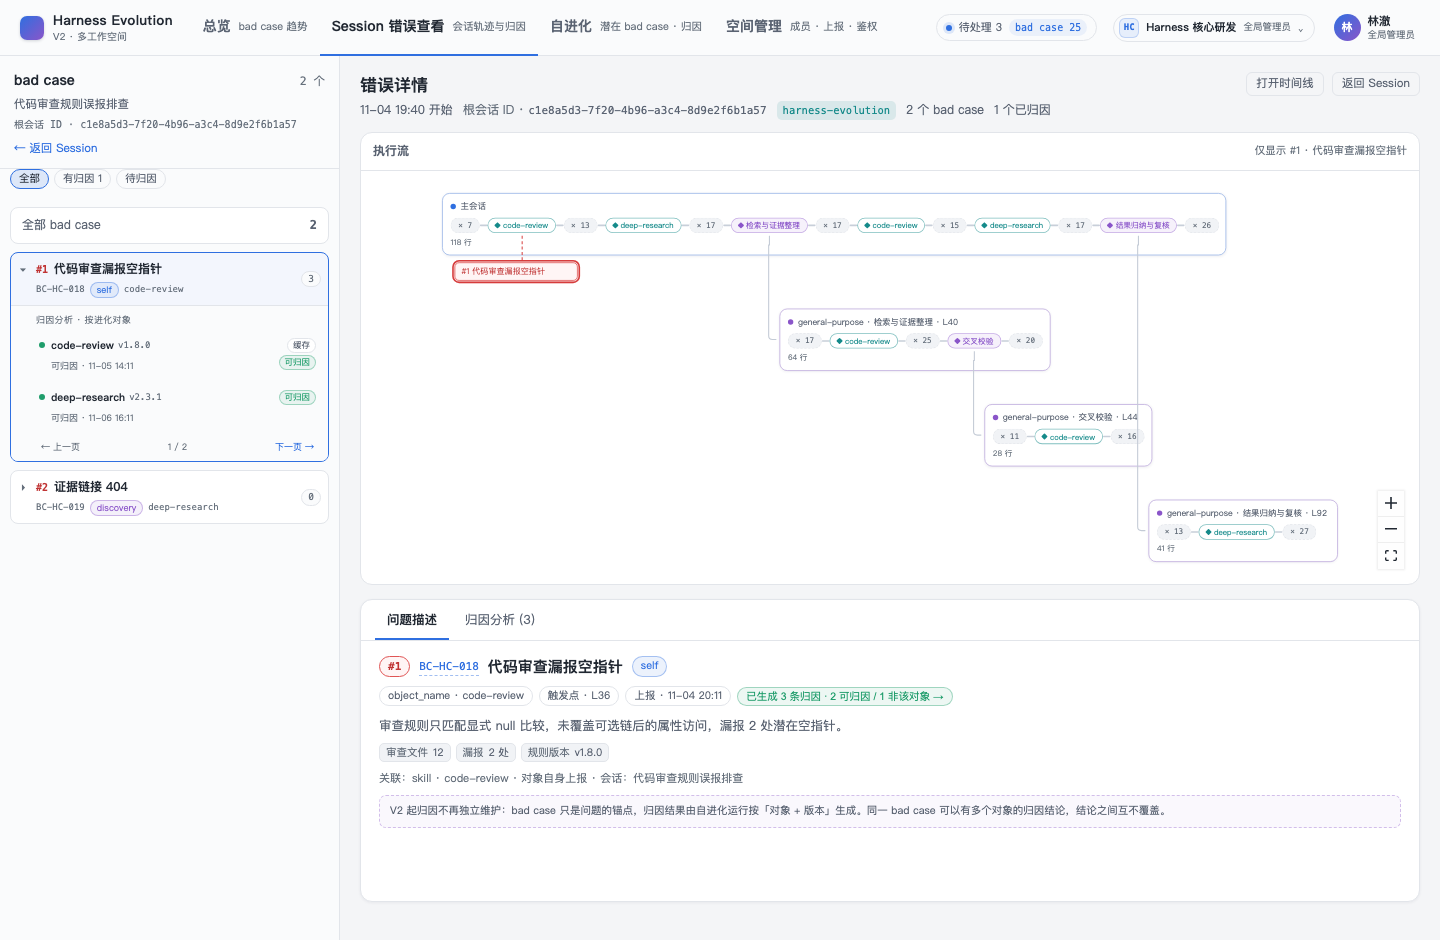 Harness Evolution
V2 · 多工作空间
总览 bad case 趋势
Session 错误查看 会话轨迹与归因
自进化 潜在 bad case · 归因
空间管理 成员 · 上报 · 鉴权
待处理 3 bad case 25
HC Harness 核心研发 全局管理员
林 林澈
全局管理员
bad case 2 个
代码审查规则误报排查
根会话 ID · c1e8a5d3-7f20-4b96-a3c4-8d9e2f6b1a57
← 返回 Session
全部 有归因 1 待归因
全部 bad case 2
#1 代码审查漏报空指针 3
BC-HC-018 self code-review
归因分析 · 按进化对象
code-review v1.8.0 缓存
可归因 · 11-05 14:11 可归因
deep-research v2.3.1 可归因
可归因 · 11-06 16:11
← 上一页 1 / 2 下一页 →
#2 证据链接 404 0
BC-HC-019 discovery deep-research
错误详情
打开时间线 返回 Session
11-04 19:40 开始 根会话 ID · c1e8a5d3-7f20-4b96-a3c4-8d9e2f6b1a57 harness-evolution 2 个 bad case 1 个已归因
执行流 仅显示 #1 · 代码审查漏报空指针
主会话
× 7 code-review × 13 deep-research × 17 检索与证据整理 × 17 code-review × 15 deep-research × 17 结果归纳与复核 × 26
118 行
#1 代码审查漏报空指针
general-purpose · 检索与证据整理 · L40
× 17 code-review × 25 交叉校验 × 20
64 行
general-purpose · 交叉校验 · L44
× 11 code-review × 16
28 行
general-purpose · 结果归纳与复核 · L92
× 13 deep-research × 27
41 行
问题描述 归因分析 (3)
#1 BC-HC-018 代码审查漏报空指针 self
object_name · code-review 触发点 · L36 上报 · 11-04 20:11 已生成 3 条归因 · 2 可归因 / 1 非该对象 →
审查规则只匹配显式 null 比较，未覆盖可选链后的属性访问，漏报 2 处潜在空指针。
审查文件 12 漏报 2 处 规则版本 v1.8.0
关联：skill · code-review · 对象自身上报 · 会话：代码审查规则误报排查
V2 起归因不再独立维护：bad case 只是问题的锚点，归因结果由自进化运行按「对象 + 版本」生成。同一 bad case 可以有多个对象的归因结论，结论之间互不覆盖。